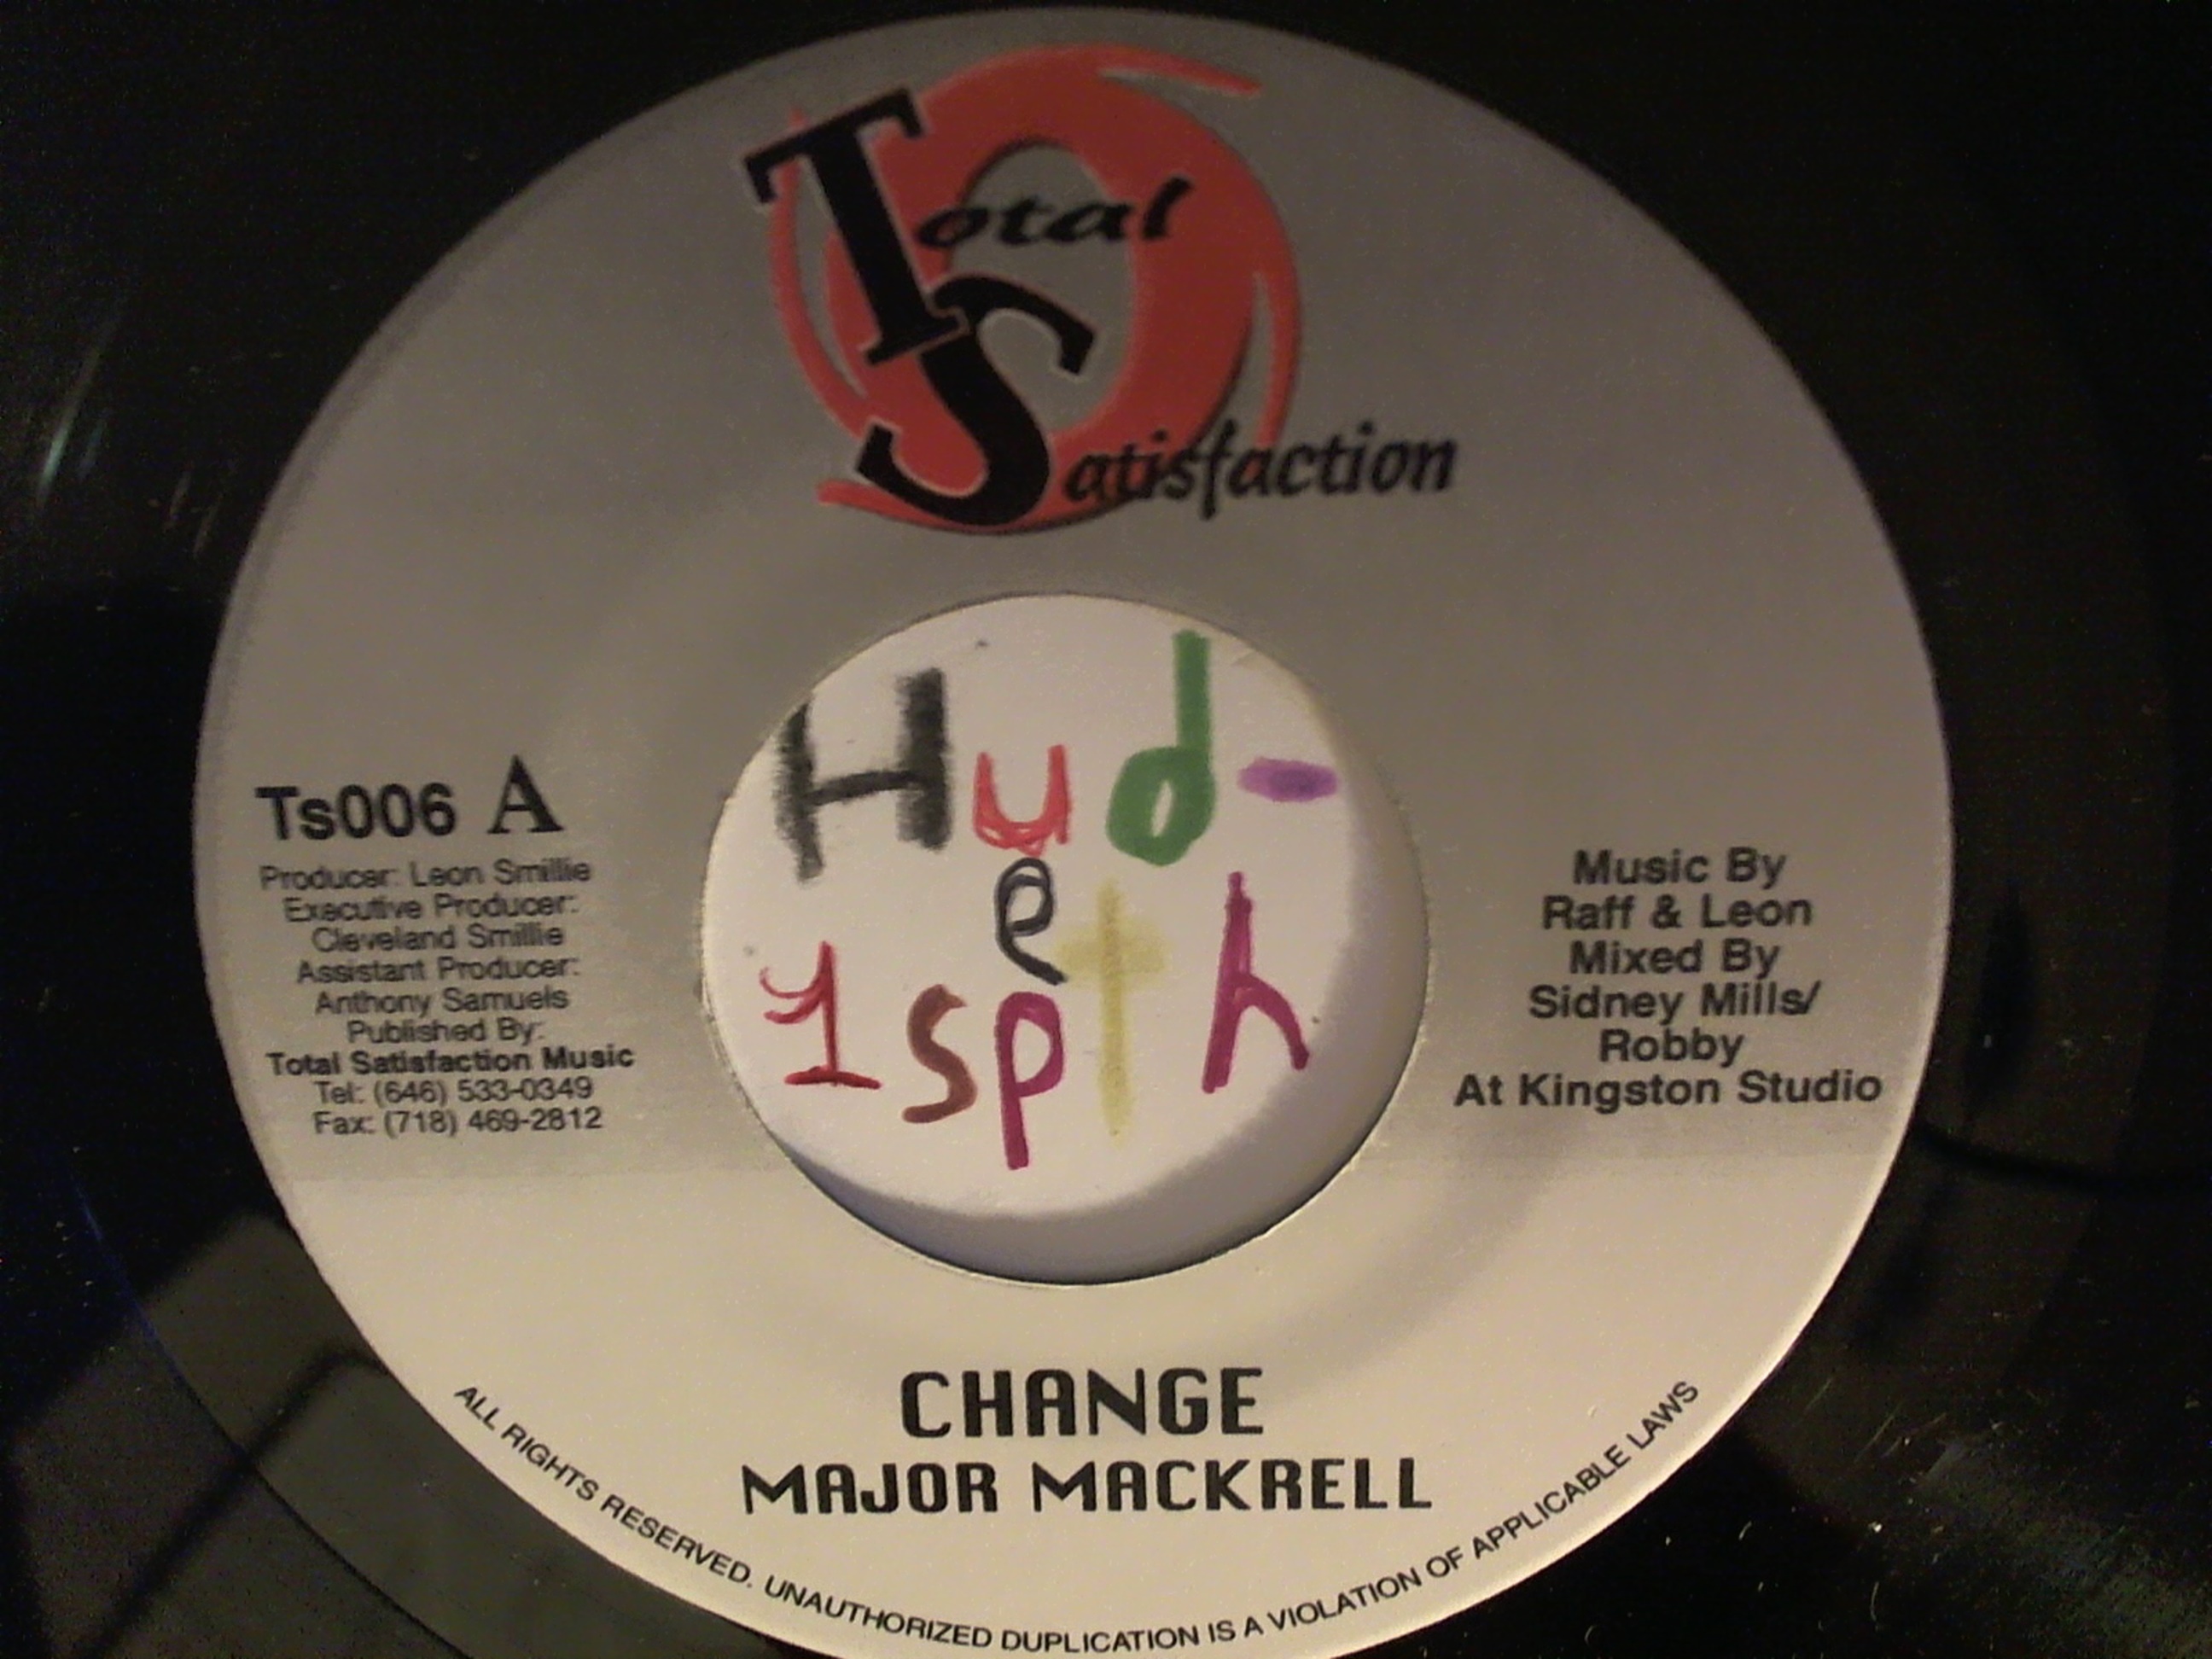 Total
Satisfaction
Hud-
e
1spth
Ts006 A
Producer: Leon Smillie
Executive Producer:
Cleveland Smillie
Assistant Producer:
Anthony Samuels
Published By:
Total Satisfaction Music
Tel: (646) 533-0349
Fax: (718) 469-2812
Music By
Raff & Leon
Mixed By
Sidney Mills/
Robby
At Kingston Studio
CHANGE
MAJOR MACKRELL
ALL RIGHTS RESERVED. UNAUTHORIZED DUPLICATION IS A VIOLATION OF APPLICABLE LAWS